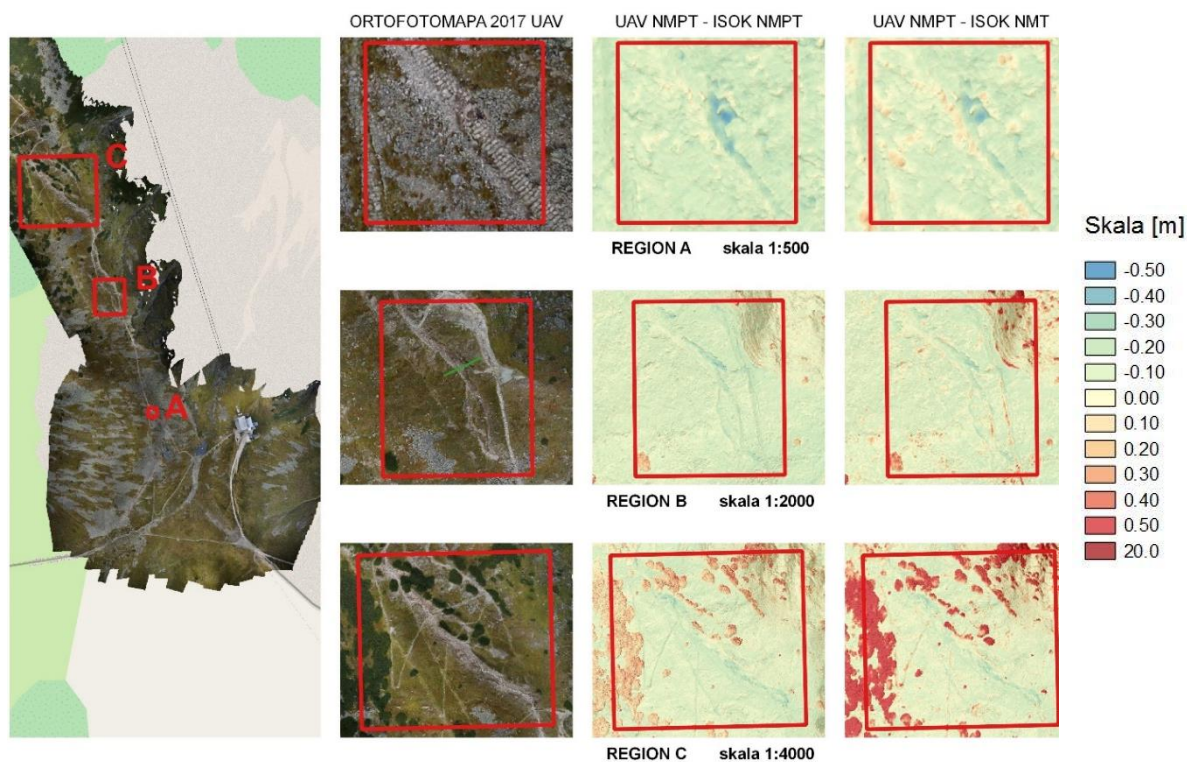 ORTOFOTOMAPA 2017 UAV
UAV NMPT - ISOK NMPT
UAV NMPT - ISOK NMT
C
B
A
REGION A skala 1:500
REGION B skala 1:2000
REGION C skala 1:4000
Skala [m]
-0.50
-0.40
-0.30
-0.20
-0.10
0.00
0.10
0.20
0.30
0.40
0.50
20.0